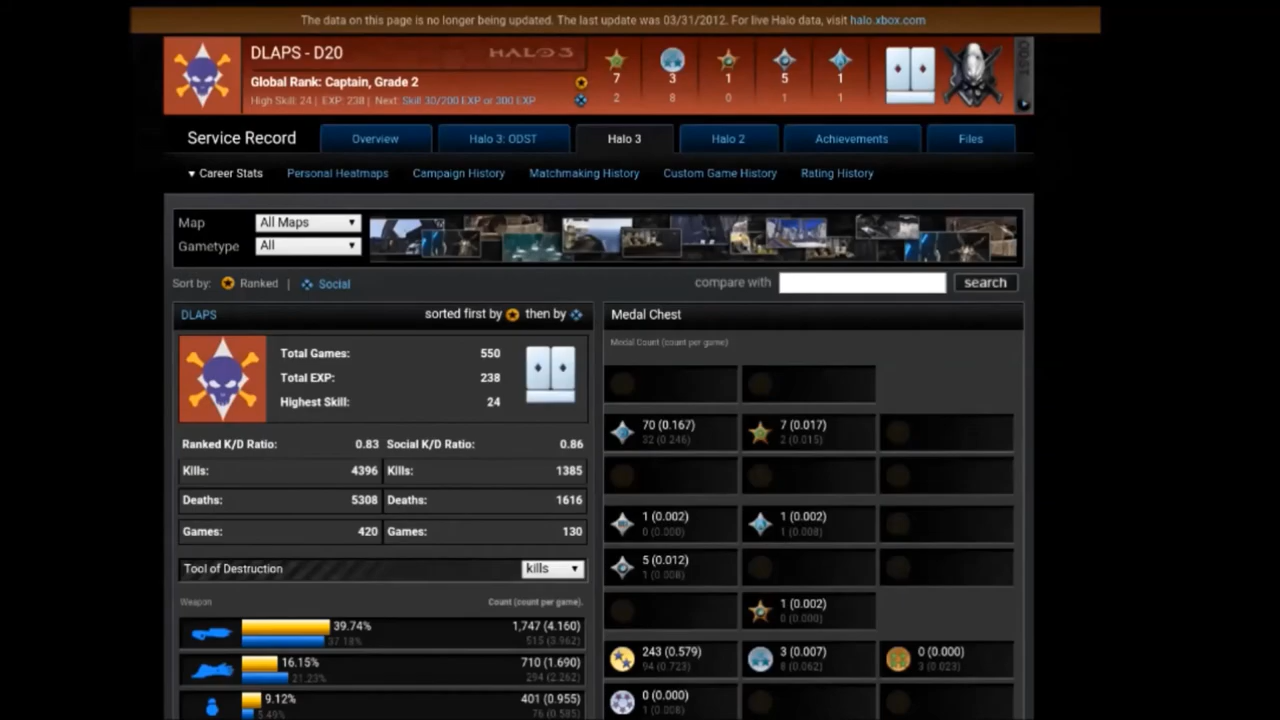 The data on this page is no longer being updated. The last update was 03/31/2012. For live Halo data, visit halo.xbox.com
DLAPS - D20
HALO 3
Global Rank: Captain, Grade 2
High Skill: 24 | EXP: 238 | Next: Skill 30/200 EXP or 300 EXP
7 3 1 5 1
2 8 0 1 1
ODST
Service Record
Overview
Halo 3: ODST
Halo 3
Halo 2
Achievements
Files
▼ Career Stats
Personal Heatmaps
Campaign History
Matchmaking History
Custom Game History
Rating History
Map
All Maps
Gametype
All
Sort by: Ranked | Social
compare with
search
DLAPS
sorted first by then by
Total Games: 550
Total EXP: 238
Highest Skill: 24
Ranked K/D Ratio: 0.83 Social K/D Ratio: 0.86
Kills: 4396 Kills: 1385
Deaths: 5308 Deaths: 1616
Games: 420 Games: 130
Tool of Destruction
kills
Weapon Count (count per game).
39.74% 1,747 (4.160)
37.18% 515 (3.962)
16.15% 710 (1.690)
21.23% 294 (2.262)
9.12% 401 (0.955)
5.49% 76 (0.585)
Medal Chest
Medal Count (count per game)
70 (0.167) 7 (0.017)
32 (0.246) 2 (0.015)
1 (0.002) 1 (0.002)
0 (0.000) 1 (0.008)
5 (0.012)
1 (0.008)
1 (0.002)
0 (0.000)
243 (0.579) 3 (0.007) 0 (0.000)
94 (0.723) 8 (0.062) 3 (0.023)
0 (0.000)
1 (0.008)